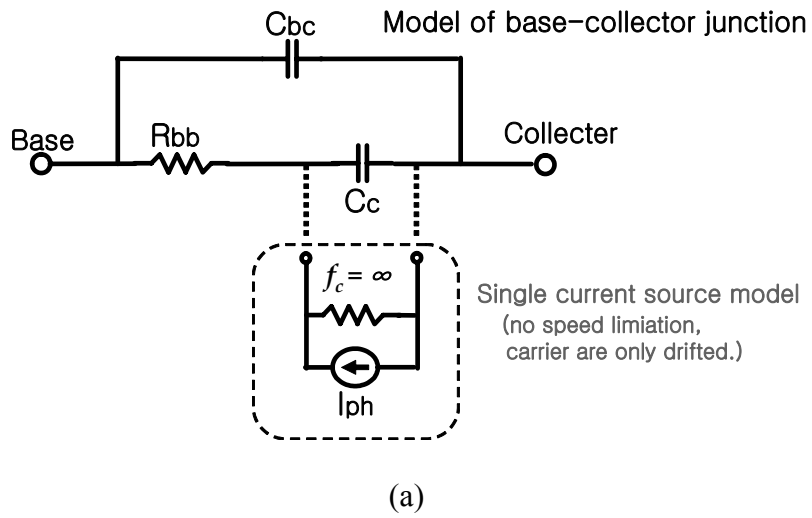 Cbc
Model of base-collector junction
Base
Rbb
Collecter
Cc
fc = ∞
Single current source model
(no speed limiation,
carrier are only drifted.)
Iph
(a)